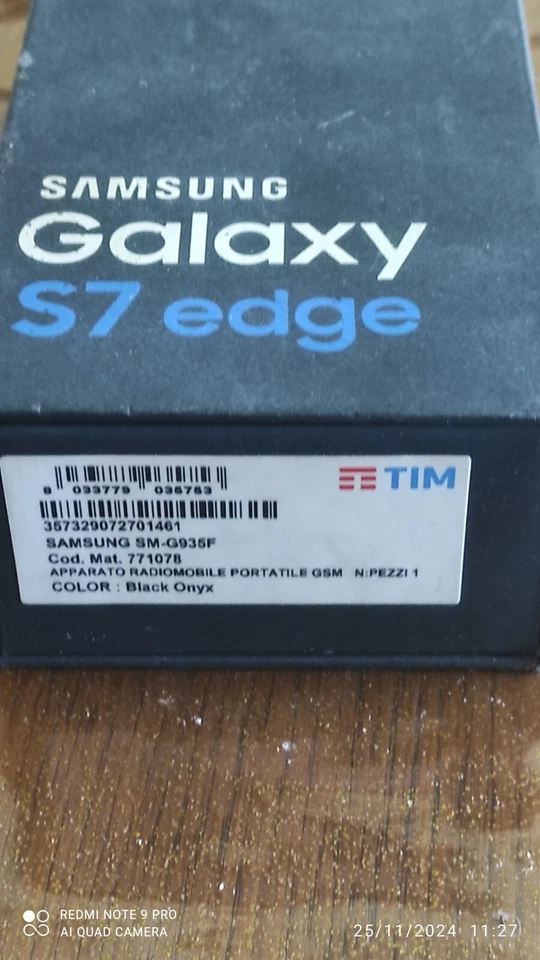 SAMSUNG
Galaxy
S7 edge
TIM
8 033779 035753
357329072701461
SAMSUNG SM-G935F
Cod. Mat. 771078
APPARATO RADIOMOBILE PORTATILE GSM N:PEZZI 1
COLOR : Black Onyx
REDMI NOTE 9 PRO
AI QUAD CAMERA
25/11/2024 11:27